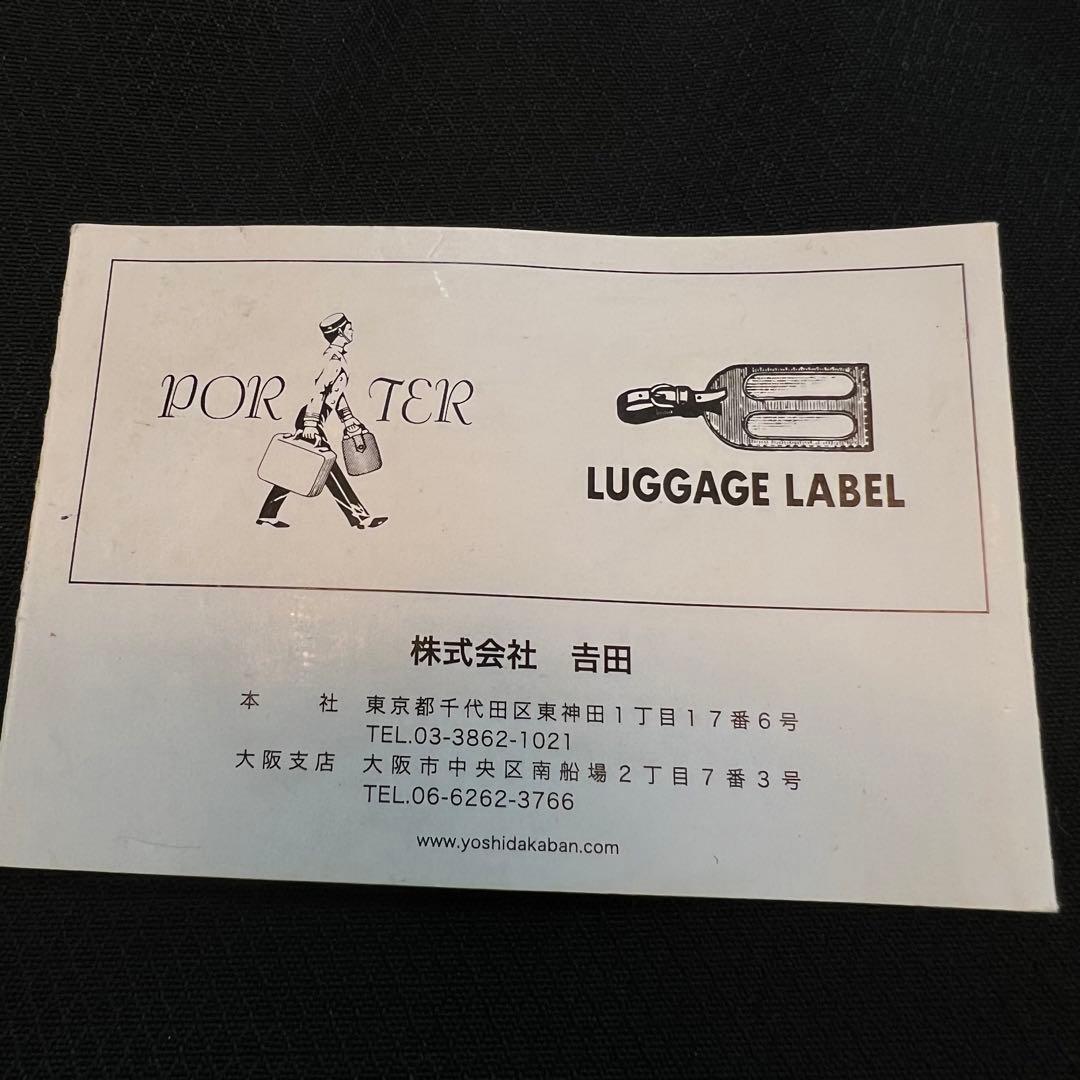 PORTER
LUGGAGE LABEL
株式会社　𠮷田
本　　社　東京都千代田区東神田1丁目17番6号
TEL.03-3862-1021
大阪支店　大阪市中央区南船場2丁目7番3号
TEL.06-6262-3766
www.yoshidakaban.com